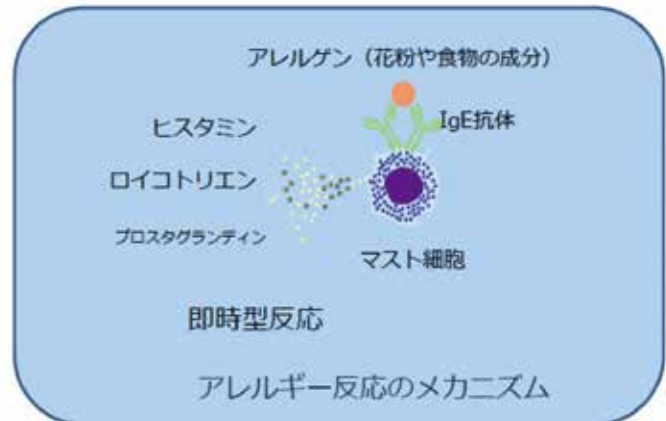 アレルゲン（花粉や食物の成分）
IgE抗体
ヒスタミン
ロイコトリエン
プロスタグランディン
マスト細胞
即時型反応
アレルギー反応のメカニズム